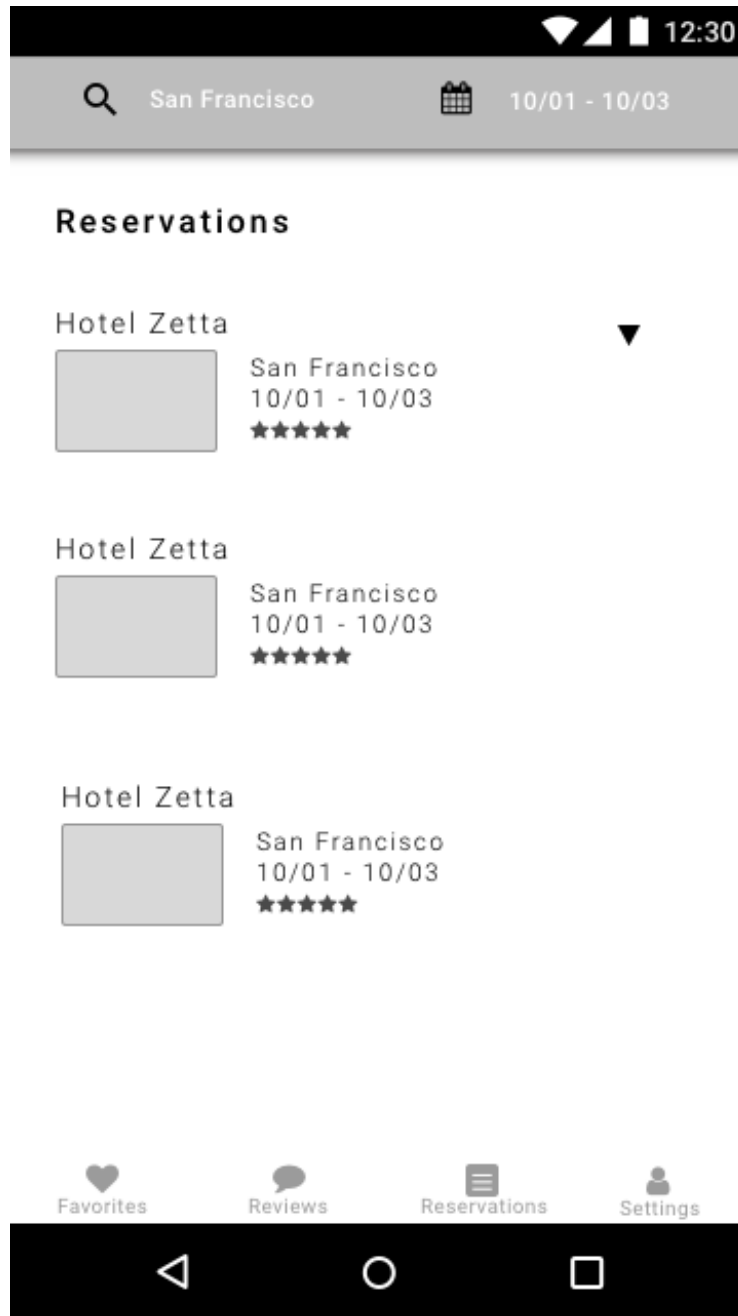 12:30
San Francisco 10/01 - 10/03
Reservations
Hotel Zetta
San Francisco
10/01 - 10/03
Hotel Zetta
San Francisco
10/01 - 10/03
Hotel Zetta
San Francisco
10/01 - 10/03
Favorites Reviews Reservations Settings